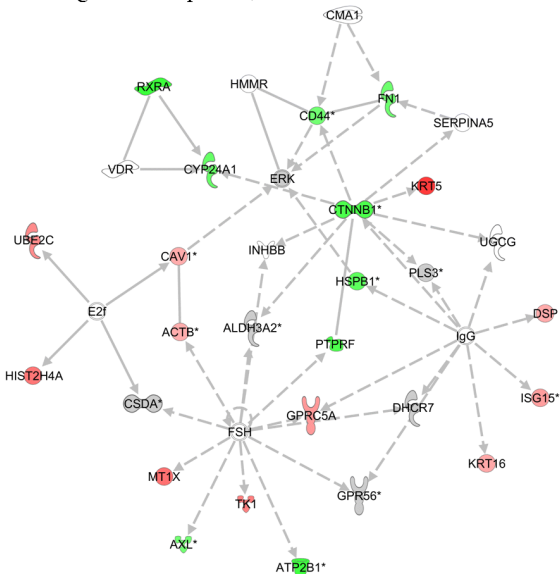 CMA1
RXRA
HMMR
FN1
CD44*
SERPINA5
VDR
CYP24A1
ERK
KRT5
CTNNB1*
UBE2C
CAV1*
INHBB
UGCG
PLS3*
HSPB1*
E2f
ACTB*
ALDH3A2*
DSP
PTPRF
IgG
HIST2H4A
ISG15*
CSDA*
GPRC5A
DHCR7
FSH
KRT16
MT1X
GPR56*
TK1
AXL*
ATP2B1*